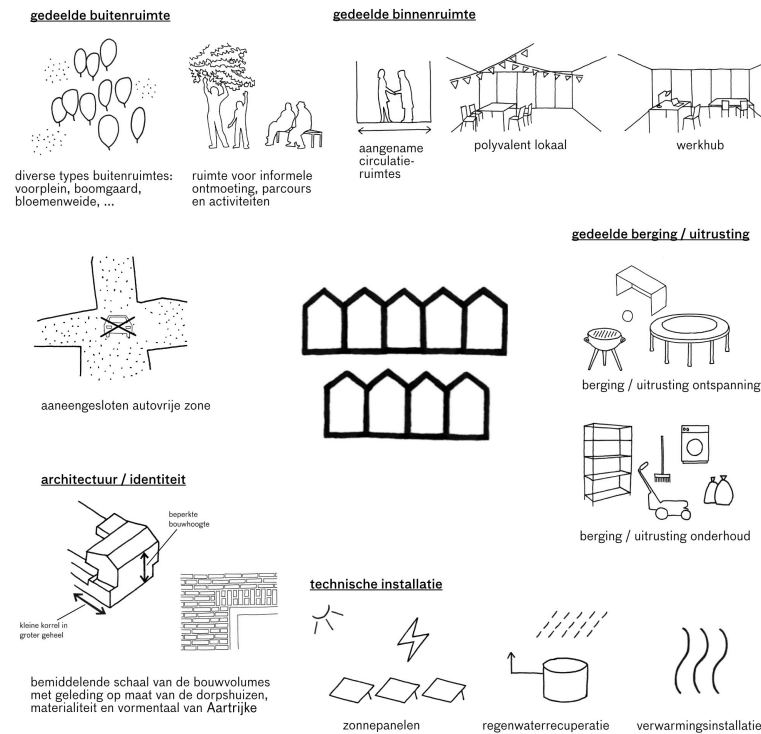 gedeelde buitenruimte
diverse types buitenruimtes:
voorplein, boomgaard,
bloemenweide, ...
ruimte voor informele
ontmoeting, parcours
en activiteiten
gedeelde binnenruimte
aangename
circulatie-
ruimtes
polyvalent lokaal
werkhub
aaneengesloten autovrije zone
gedeelde berging / uitrusting
berging / uitrusting ontspanning
berging / uitrusting onderhoud
architectuur / identiteit
beperkte
bouwhoogte
kleine korrel in
groter geheel
bemiddelende schaal van de bouwvolumes
met geleding op maat van de dorpshuizen,
materialiteit en vormentaal van Aartrijke
technische installatie
zonnepanelen
regenwaterrecuperatie
verwarmingsinstallatie